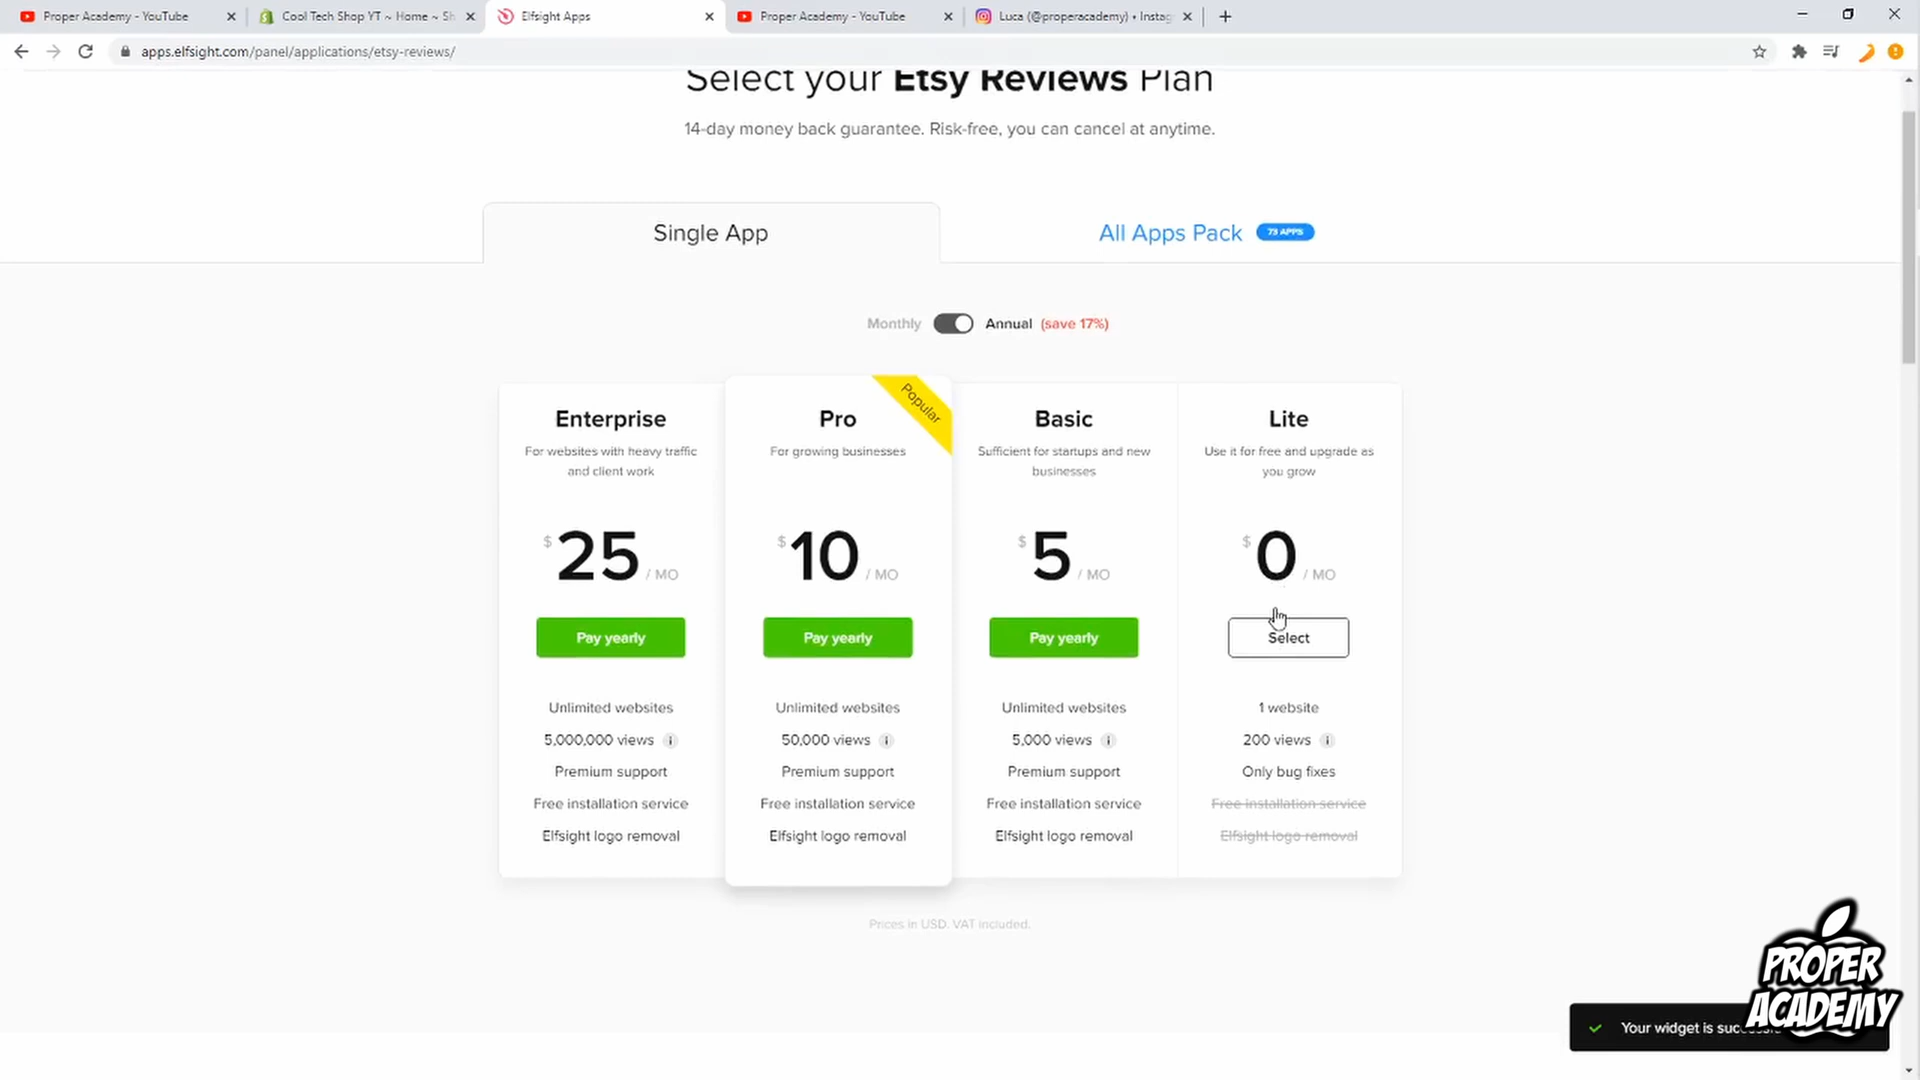 Proper Academy - YouTube
Cool Tech Shop YT ~ Home ~ Sh
Elfsight Apps
Proper Academy - YouTube
Luca (@properacademy) • Instag
apps.elfsight.com/panel/applications/etsy-reviews/
Select your Etsy Reviews Plan
14-day money back guarantee. Risk-free, you can cancel at anytime.
Single App
All Apps Pack 73 APPS
Monthly Annual (save 17%)
Popular
Enterprise
For websites with heavy traffic
and client work
$ 25 / MO
Pay yearly
Unlimited websites
5,000,000 views
Premium support
Free installation service
Elfsight logo removal
Pro
For growing businesses
$ 10 / MO
Pay yearly
Unlimited websites
50,000 views
Premium support
Free installation service
Elfsight logo removal
Basic
Sufficient for startups and new
businesses
$ 5 / MO
Pay yearly
Unlimited websites
5,000 views
Premium support
Free installation service
Elfsight logo removal
Lite
Use it for free and upgrade as
you grow
$ 0 / MO
Select
1 website
200 views
Only bug fixes
Free installation service
Elfsight logo removal
Prices in USD. VAT included.
PROPER
ACADEMY
Your widget is